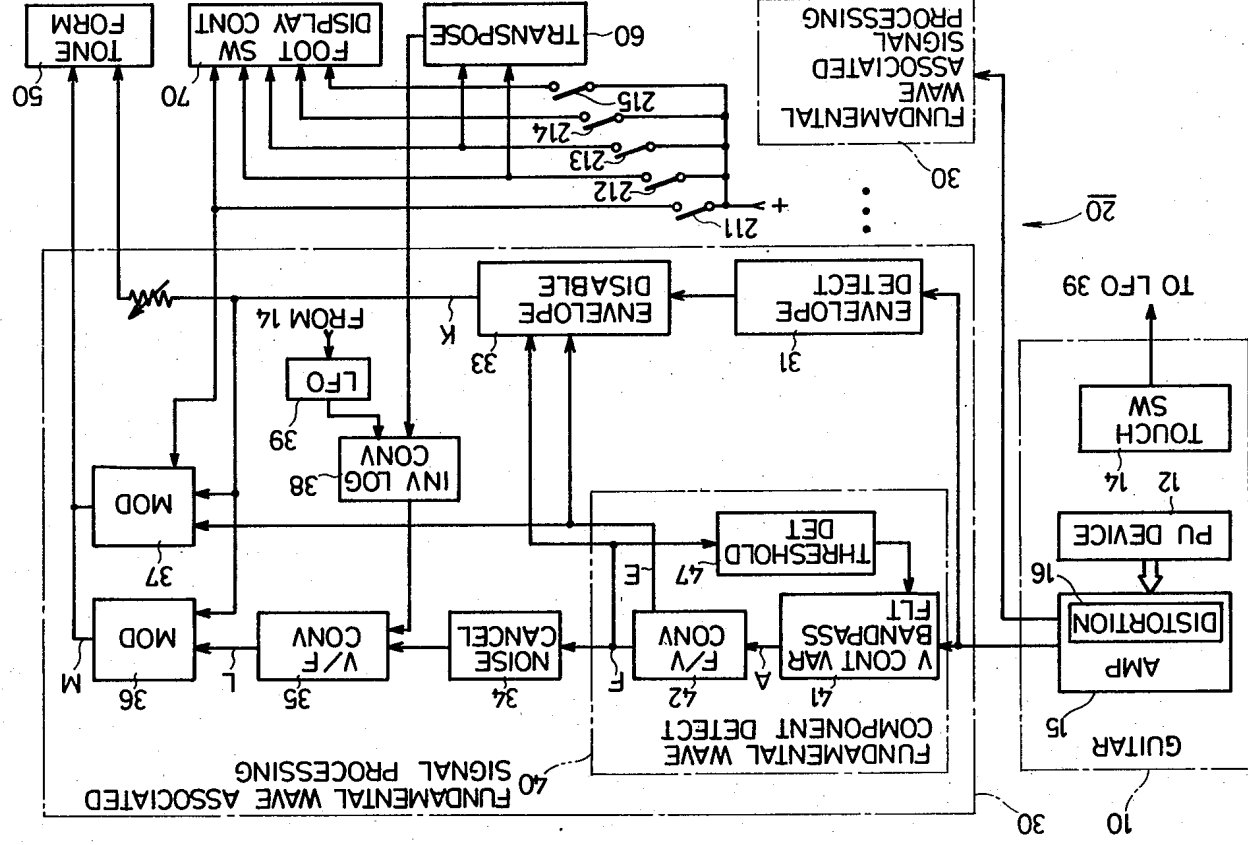 10
GUITAR
15
AMP
DISTORTION
16
PU DEVICE
12
TOUCH
SW
14
TO LFO 39
20
30
FUNDAMENTAL WAVE ASSOCIATED
SIGNAL PROCESSING
40
FUNDAMENTAL WAVE
COMPONENT DETECT
41
V CONT VAR
BANDPASS
FLT
A
42
F/V
CONV
F
E
47
THRESHOLD
DET
34
NOISE
CANCEL
35
V/F
CONV
L
36
MOD
M
37
MOD
38
INV LOG
CONV
39
LFO
FROM 14
31
ENVELOPE
DETECT
33
ENVELOPE
DISABLE
K
+
211
212
213
214
215
30
FUNDAMENTAL
WAVE
ASSOCIATED
SIGNAL
PROCESSING
60
TRANSPOSE
70
FOOT SW
DISPLAY CONT
50
TONE
FORM